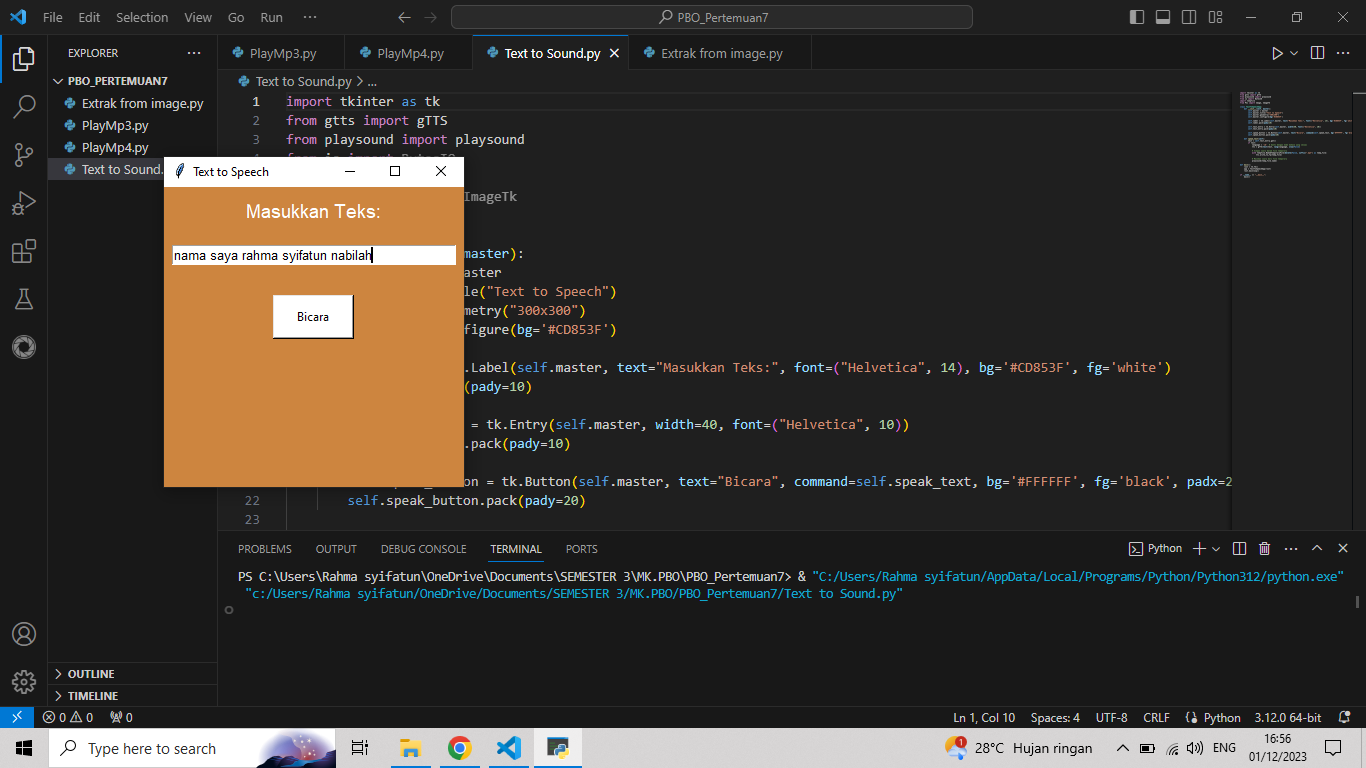 File Edit Selection View Go Run ··· PBO_Pertemuan7
EXPLORER ···
PBO_PERTEMUAN7
Extrak from image.py
PlayMp3.py
PlayMp4.py
Text to Sound.
PlayMp3.py PlayMp4.py Text to Sound.py Extrak from image.py
Text to Sound.py > ...
1 import tkinter as tk
2 from gtts import gTTS
3 from playsound import playsound
Text to Speech
Masukkan Teks:
nama saya rahma syifatun nabilah
Bicara
ImageTk
master):
master
le("Text to Speech")
metry("300x300")
figure(bg='#CD853F')
.Label(self.master, text="Masukkan Teks:", font=("Helvetica", 14), bg='#CD853F', fg='white')
(pady=10)
= tk.Entry(self.master, width=40, font=("Helvetica", 10))
.pack(pady=10)
on = tk.Button(self.master, text="Bicara", command=self.speak_text, bg='#FFFFFF', fg='black', padx=2
22 self.speak_button.pack(pady=20)
23
PROBLEMS OUTPUT DEBUG CONSOLE TERMINAL PORTS Python
PS C:\Users\Rahma syifatun\OneDrive\Documents\SEMESTER 3\MK.PBO\PBO_Pertemuan7> & "C:/Users/Rahma syifatun/AppData/Local/Programs/Python/Python312/python.exe"
"c:/Users/Rahma syifatun/OneDrive/Documents/SEMESTER 3/MK.PBO/PBO_Pertemuan7/Text to Sound.py"
OUTLINE
TIMELINE
0 0 0 Ln 1, Col 10 Spaces: 4 UTF-8 CRLF Python 3.12.0 64-bit
Type here to search 1 28°C Hujan ringan ENG 16:56
01/12/2023